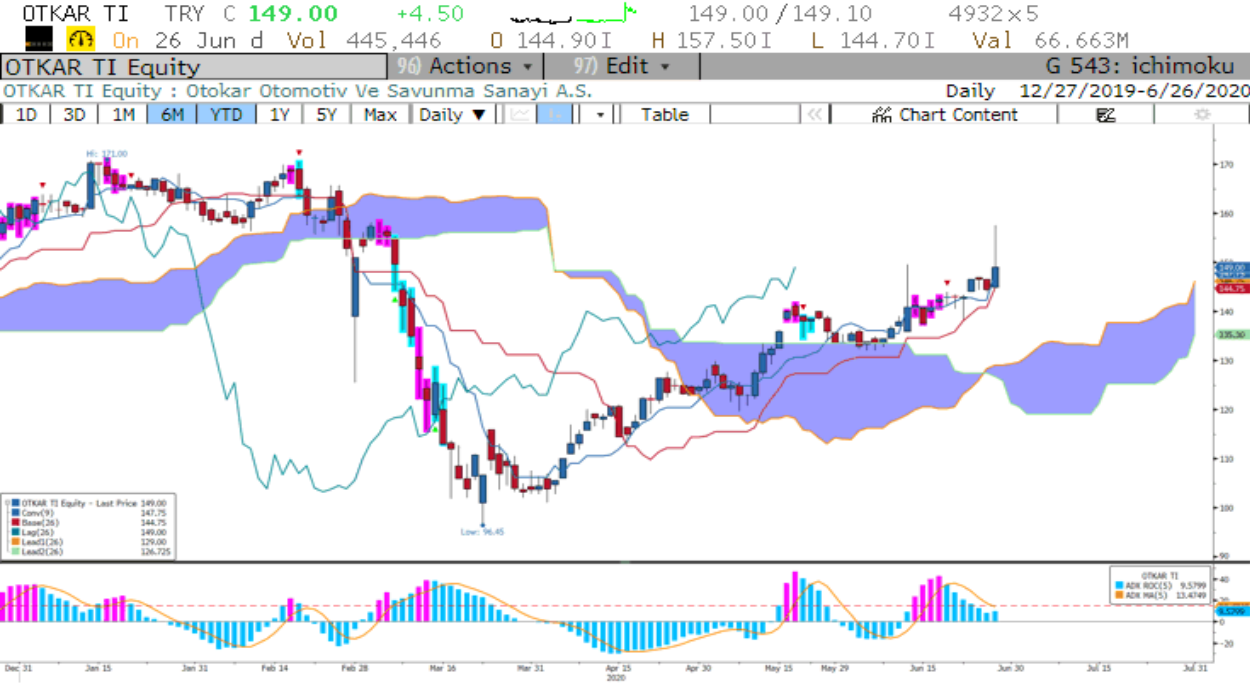 OTKAR TI TRY C 149.00 +4.50 149.00 /149.10 4932×5
On 26 Jun d Vol 445,446 O 144.90I H 157.50I L 144.70I Val 66.663M
OTKAR TI Equity 96) Actions 97) Edit G 543: ichimoku
OTKAR TI Equity : Otokar Otomotiv Ve Savunma Sanayi A.S. Daily 12/27/2019-6/26/2020
1D 3D 1M 6M YTD 1Y 5Y Max Daily ▼ Table « Chart Content
Hi: 171.00
170
160
149.00
144.75
140
135.30
130
120
110
100
90
Low: 96.45
OTKAR TI Equity - Last Price 149.00
Conv(9) 147.75
Base(26) 144.75
Lag(26) 149.00
Lead1(26) 129.00
Lead2(26) 126.725
OTKAR TI
ADX ROC(5) 9.5799
ADX MA(5) 13.4749
40
20
9.5799
0
-20
Dec 31 Jan 15 Jan 31 Feb 14 Feb 28 Mar 16 Mar 31 Apr 15 Apr 30 May 15 May 29 Jun 15 Jun 30 Jul 15 Jul 31
2020